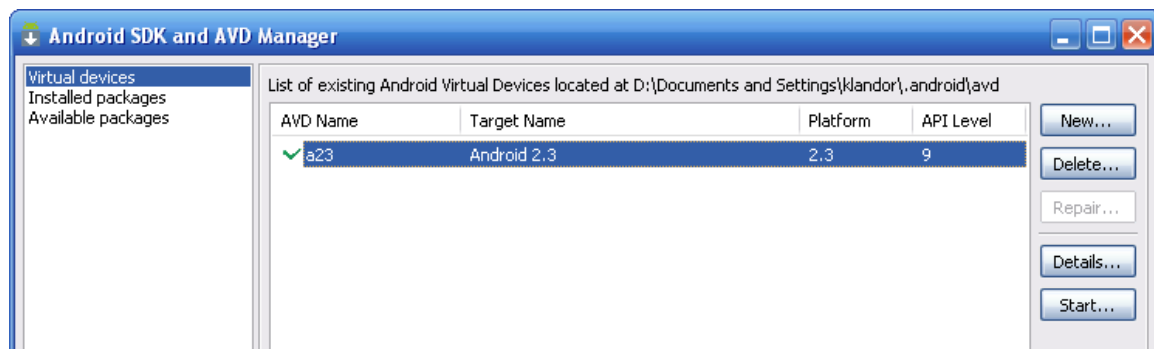 Android SDK and AVD Manager
Virtual devices
Installed packages
Available packages
List of existing Android Virtual Devices located at D:\Documents and Settings\klandor\.android\avd
AVD Name Target Name Platform API Level
a23 Android 2.3 2.3 9
New...
Delete...
Repair...
Details...
Start...